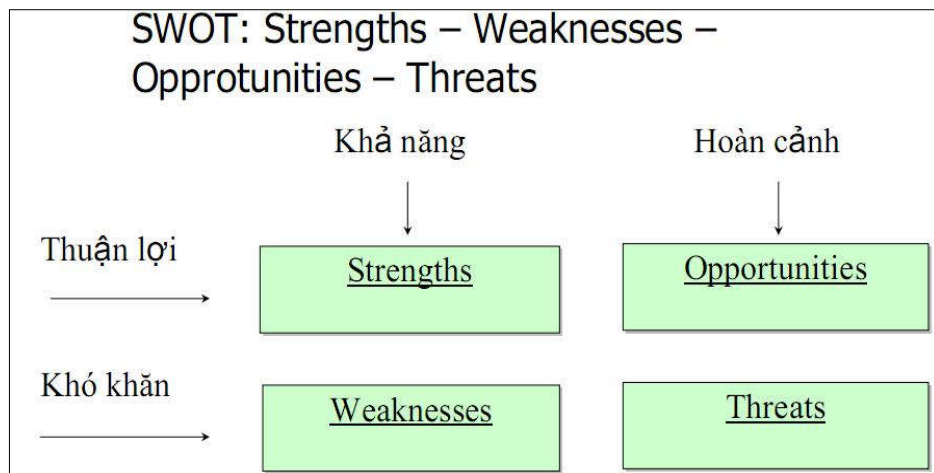 SWOT: Strengths – Weaknesses –
Opprotunities – Threats
Khả năng
Hoàn cảnh
Thuận lợi
Strengths
Opportunities
Khó khăn
Weaknesses
Threats